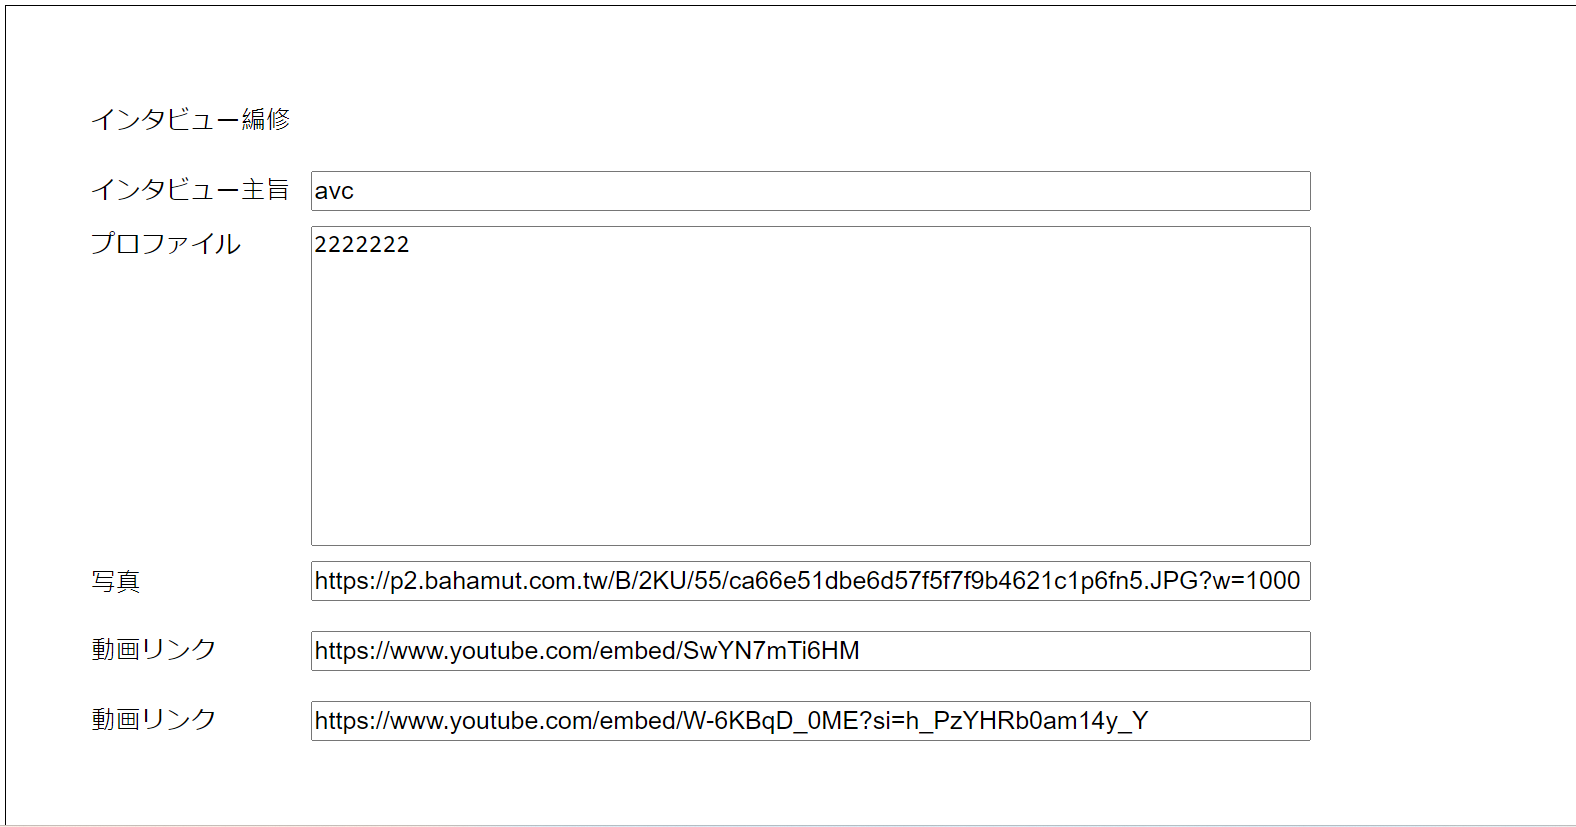 インタビュー編修
インタビュー主旨 avc
プロファイル 2222222
写真 https://p2.bahamut.com.tw/B/2KU/55/ca66e51dbe6d57f5f7f9b4621c1p6fn5.JPG?w=1000
動画リンク https://www.youtube.com/embed/SwYN7mTi6HM
動画リンク https://www.youtube.com/embed/W-6KBqD_0ME?si=h_PzYHRb0am14y_Y